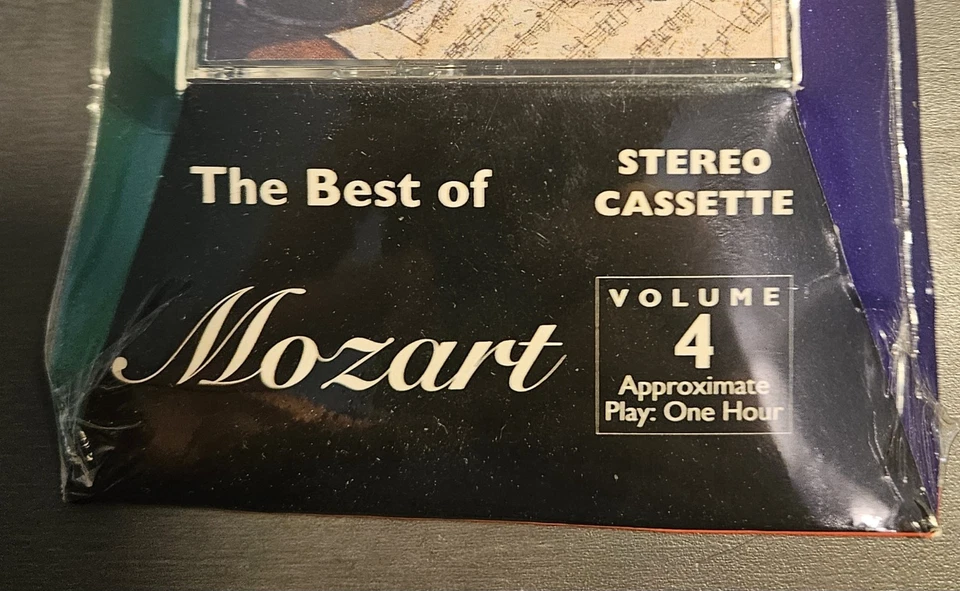 The Best of
Mozart
STEREO
CASSETTE
VOLUME
4
Approximate
Play: One Hour